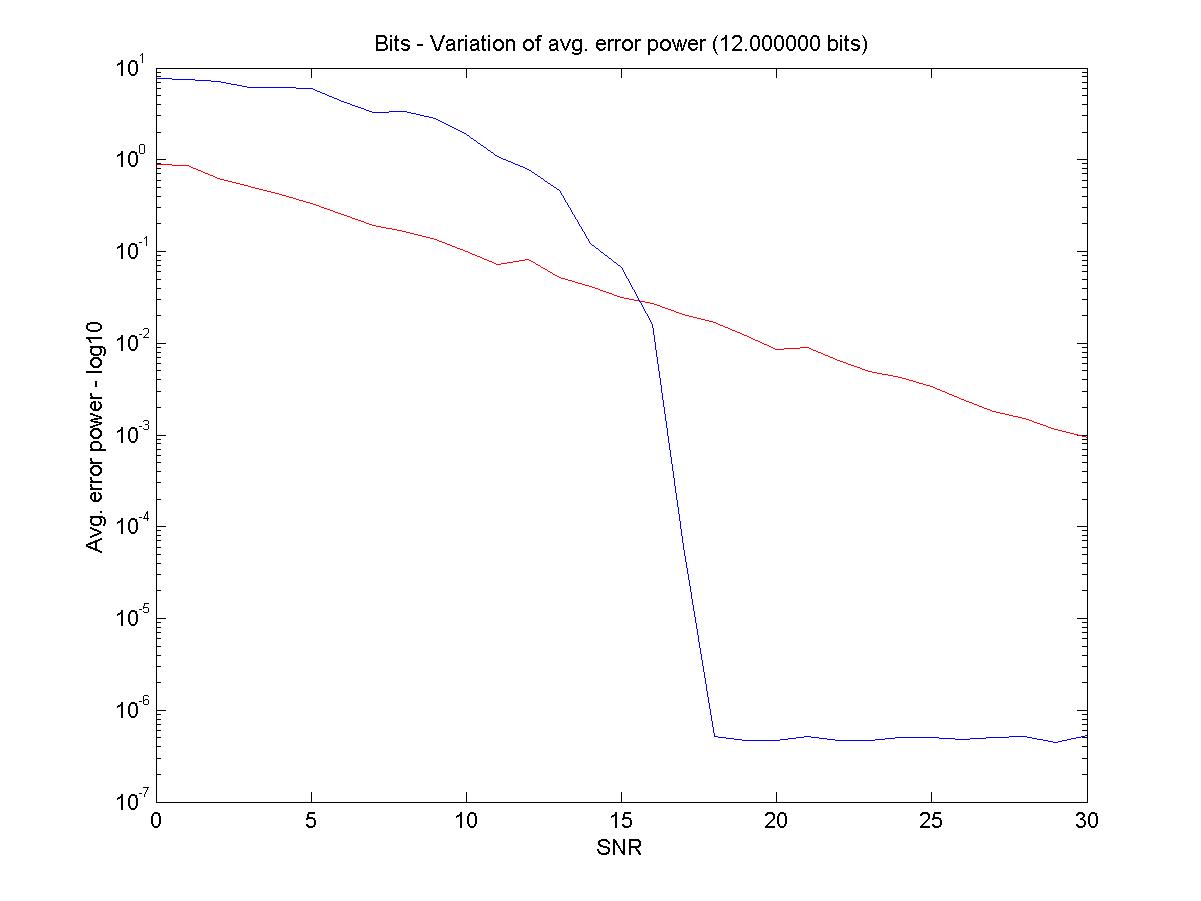 Bits - Variation of avg. error power (12.000000 bits)
10^1
10^0
10^-1
10^-2
10^-3
10^-4
10^-5
10^-6
10^-7
Avg. error power - log10
0 5 10 15 20 25 30
SNR